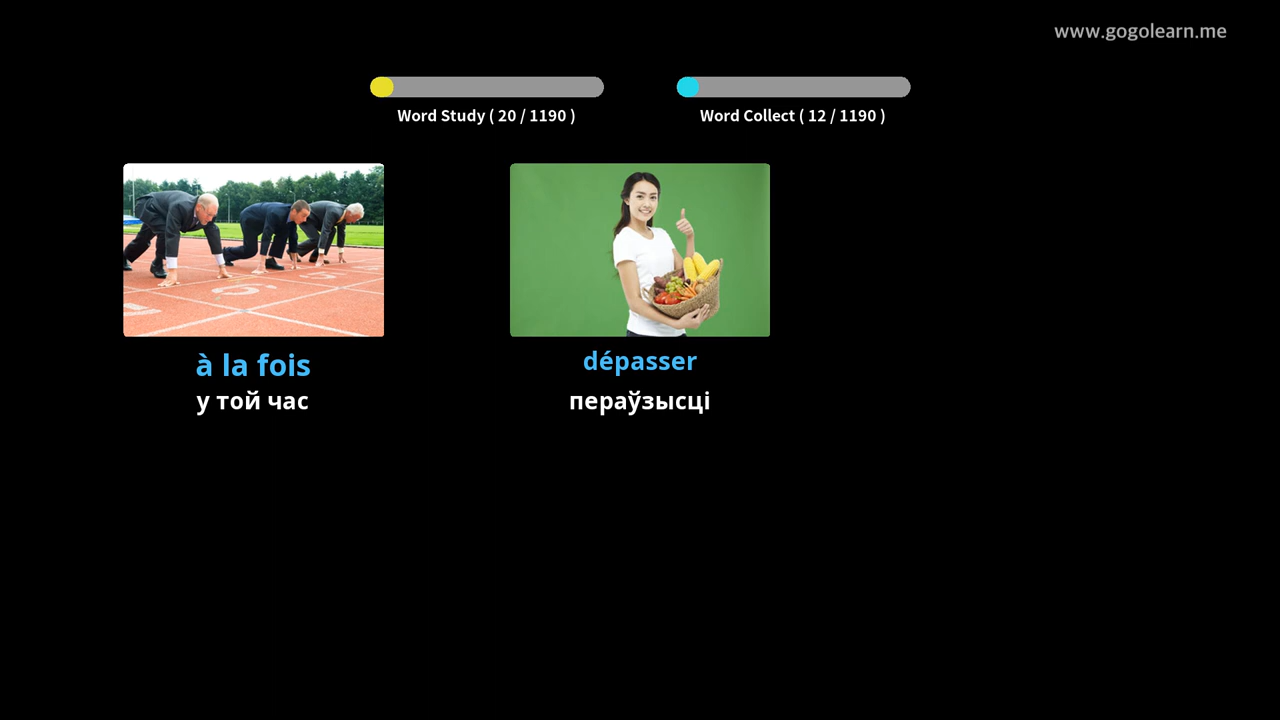 www.gogolearn.me
Word Study ( 20 / 1190 )
Word Collect ( 12 / 1190 )
à la fois
у той час
dépasser
пераўзысці